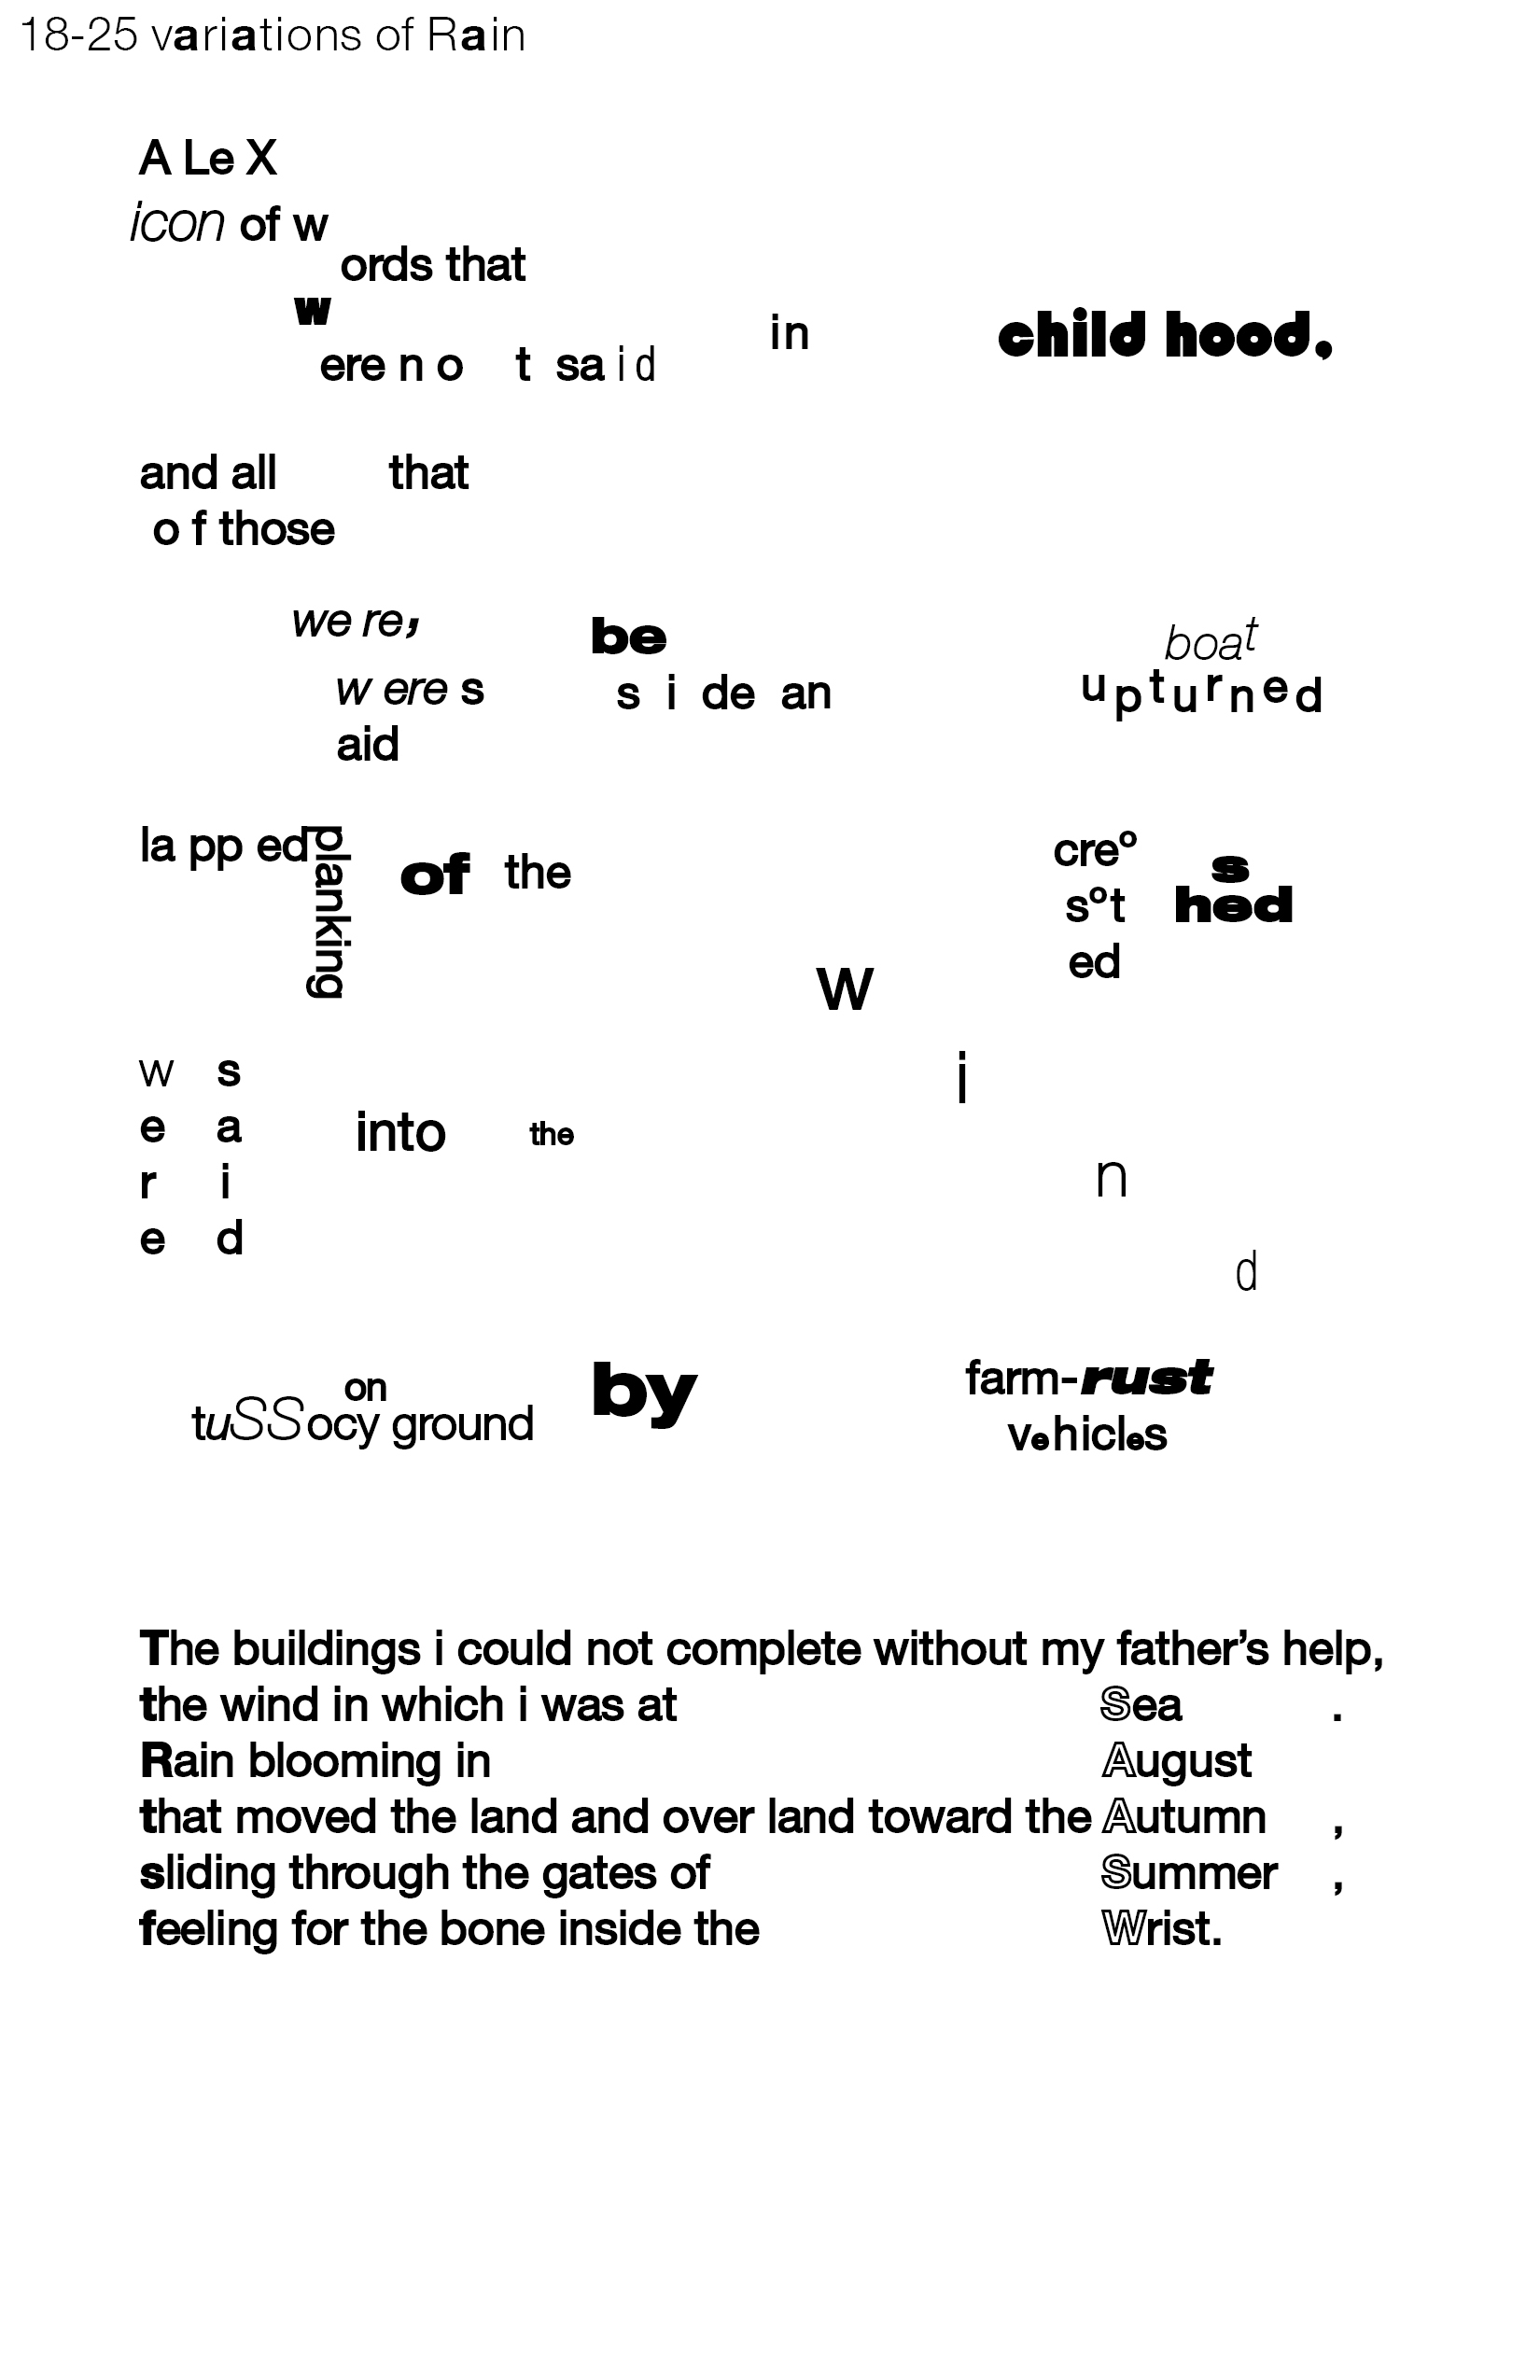 18-25 variations of Rain
A Le X
icon of w
ords that
w
ere n o t sa i d in child hood,
and all that
o f those
we re, be boat
w ere s s i de an upturned
aid
la pp ed planking of the creo s
sot hed
ed
W
i
n
d
w s
e a into the
r i
e d
on by farm-rust
tuSSocy ground vehicles
The buildings i could not complete without my father’s help,
the wind in which i was at Sea .
Rain blooming in August
that moved the land and over land toward the Autumn ,
sliding through the gates of Summer ,
feeling for the bone inside the Wrist.